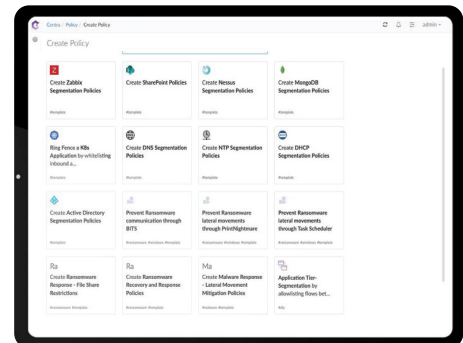 Centra / Policy / Create Policy
admin
Create Policy
Z
Create Zabbix
Segmentation Policies
#template
Create SharePoint Policies
#template
Create Nessus
Segmentation Policies
#template
Create MongoDB
Segmentation Policies
#template
Ring Fence a K8s
Application by whitelisting
inbound a...
#template
Create DNS Segmentation
Policies
#template
Create NTP Segmentation
Policies
#template
Create DHCP
Segmentation Policies
#template
Create Active Directory
Segmentation Policies
#template
Prevent Ransomware
communication through
BITS
#ransomware #windows #template
Prevent Ransomware
lateral movements
through PrintNightmare
#ransomware #windows #template
Prevent Ransomware
lateral movements
through Task Scheduler
#ransomware #windows #template
Ra
Create Ransomware
Response - File Share
Restrictions
#ransomware #template
Ra
Create Ransomware
Recovery and Response
Policies
#ransomware #template
Ma
Create Malware Response
- Lateral Movement
Mitigation Policies
#malware #template
Application Tier-
Segmentation by
allowlisting flows bet...